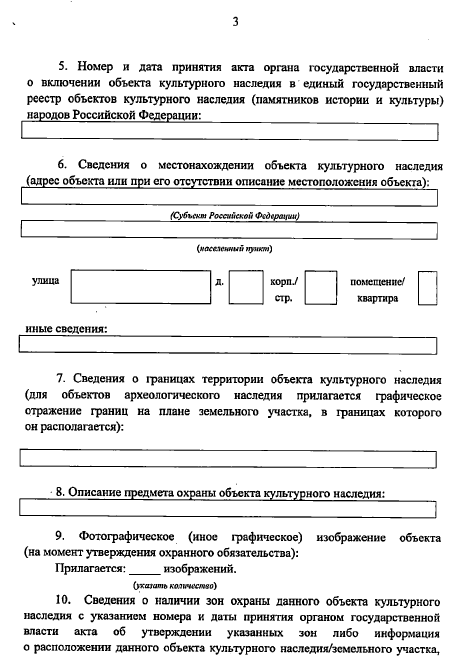 3
5. Номер и дата принятия акта органа государственной власти
о включении объекта культурного наследия в единый государственный
реестр объектов культурного наследия (памятников истории и культуры)
народов Российской Федерации:
6. Сведения о местонахождении объекта культурного наследия
(адрес объекта или при его отсутствии описание местоположения объекта):
(Субъект Российской Федерации)
(населенный пункт)
улица д. корп./ помещение/
стр. квартира
иные сведения:
7. Сведения о границах территории объекта культурного наследия
(для объектов археологического наследия прилагается графическое
отражение границ на плане земельного участка, в границах которого
он располагается):
8. Описание предмета охраны объекта культурного наследия:
9. Фотографическое (иное графическое) изображение объекта
(на момент утверждения охранного обязательства):
Прилагается: _____ изображений.
(указать количество)
10. Сведения о наличии зон охраны данного объекта культурного
наследия с указанием номера и даты принятия органом государственной
власти акта об утверждении указанных зон либо информация
о расположении данного объекта культурного наследия/земельного участка,